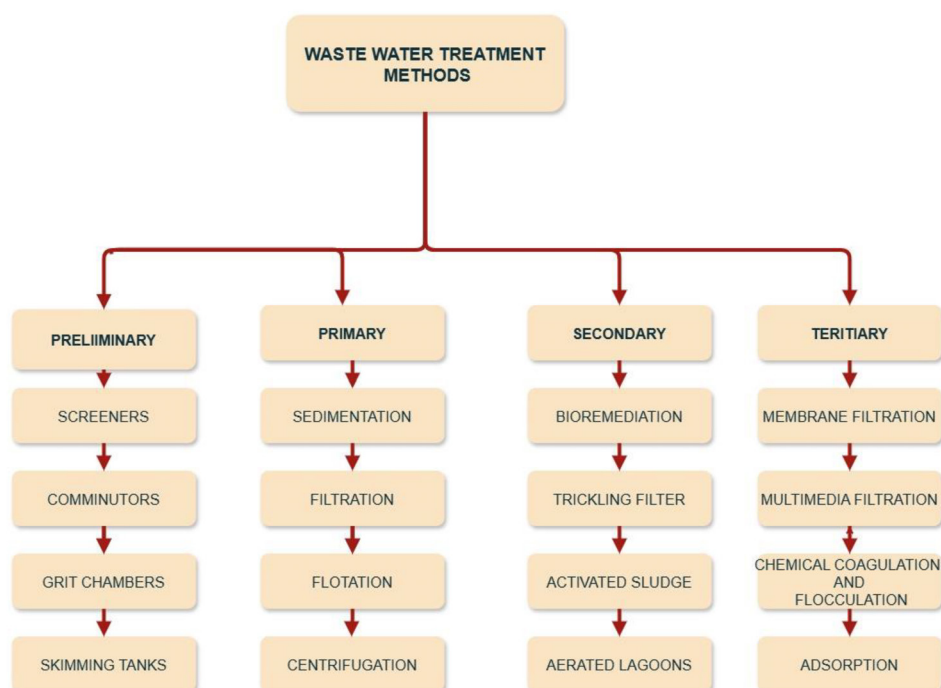 WASTE WATER TREATMENT
METHODS
PRELIIMINARY
PRIMARY
SECONDARY
TERITIARY
SCREENERS
SEDIMENTATION
BIOREMEDIATION
MEMBRANE FILTRATION
COMMINUTORS
FILTRATION
TRICKLING FILTER
MULTIMEDIA FILTRATION
GRIT CHAMBERS
FLOTATION
ACTIVATED SLUDGE
CHEMICAL COAGULATION
AND
FLOCCULATION
SKIMMING TANKS
CENTRIFUGATION
AERATED LAGOONS
ADSORPTION